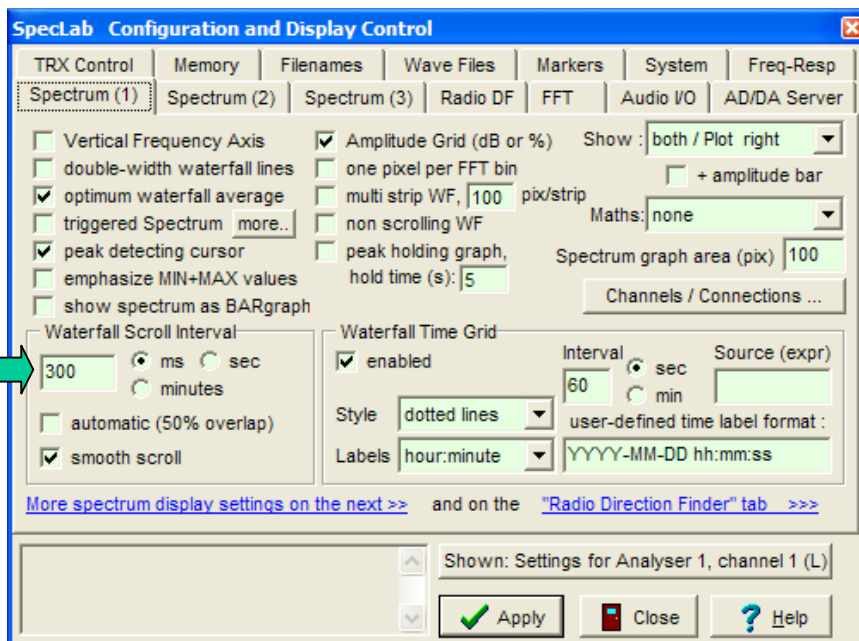 SpecLab Configuration and Display Control
TRX Control Memory Filenames Wave Files Markers System Freq-Resp
Spectrum (1) Spectrum (2) Spectrum (3) Radio DF FFT Audio I/O AD/DA Server
Vertical Frequency Axis
double-width waterfall lines
optimum waterfall average
triggered Spectrum more..
peak detecting cursor
emphasize MIN+MAX values
show spectrum as BARgraph
Amplitude Grid (dB or %)
one pixel per FFT bin
multi strip WF, 100 pix/strip
non scrolling WF
peak holding graph,
hold time (s): 5
Show : both / Plot right
+ amplitude bar
Maths: none
Spectrum graph area (pix) 100
Channels / Connections ...
Waterfall Scroll Interval
300 ms sec
minutes
automatic (50% overlap)
smooth scroll
Waterfall Time Grid
enabled
Style dotted lines
Labels hour:minute
Interval
60 sec
min
Source (expr)
user-defined time label format :
YYYY-MM-DD hh:mm:ss
More spectrum display settings on the next >> and on the "Radio Direction Finder" tab >>>
Shown: Settings for Analyser 1, channel 1 (L)
Apply Close ? Help